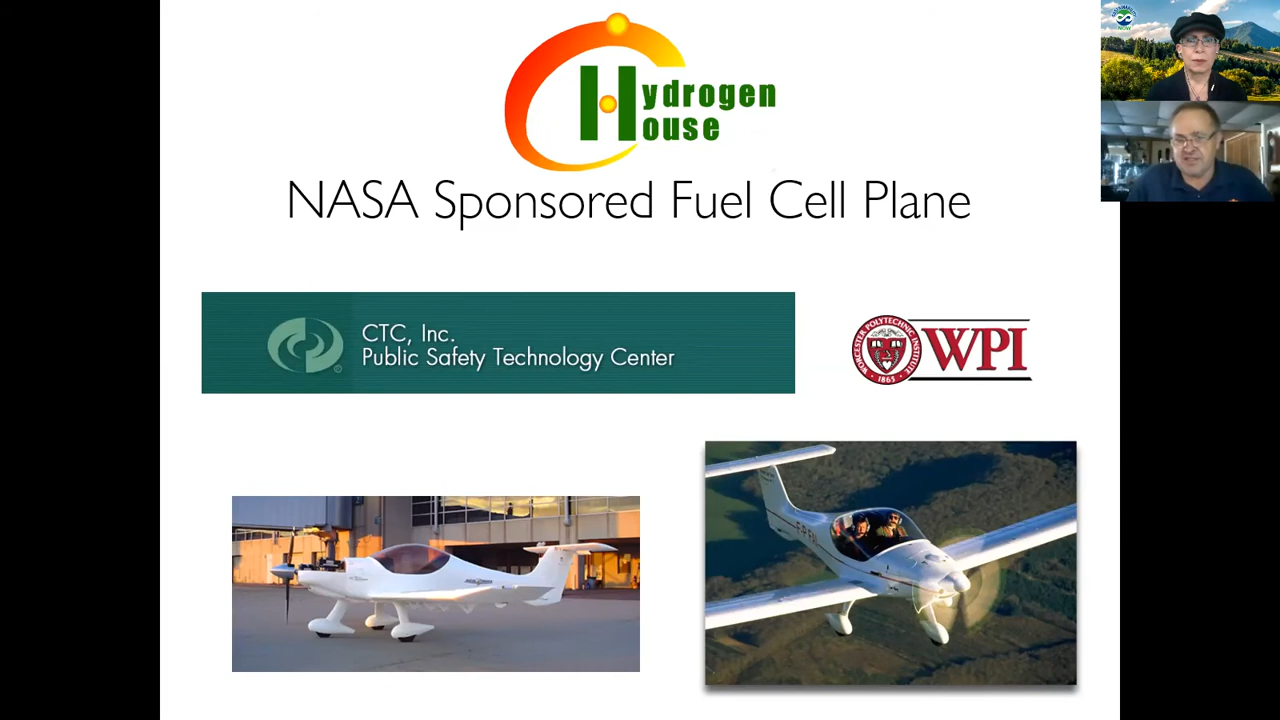 Hydrogen
House
NASA Sponsored Fuel Cell Plane
CTC, Inc.
Public Safety Technology Center
WORCESTER POLYTECHNIC INSTITUTE
1865
WPI